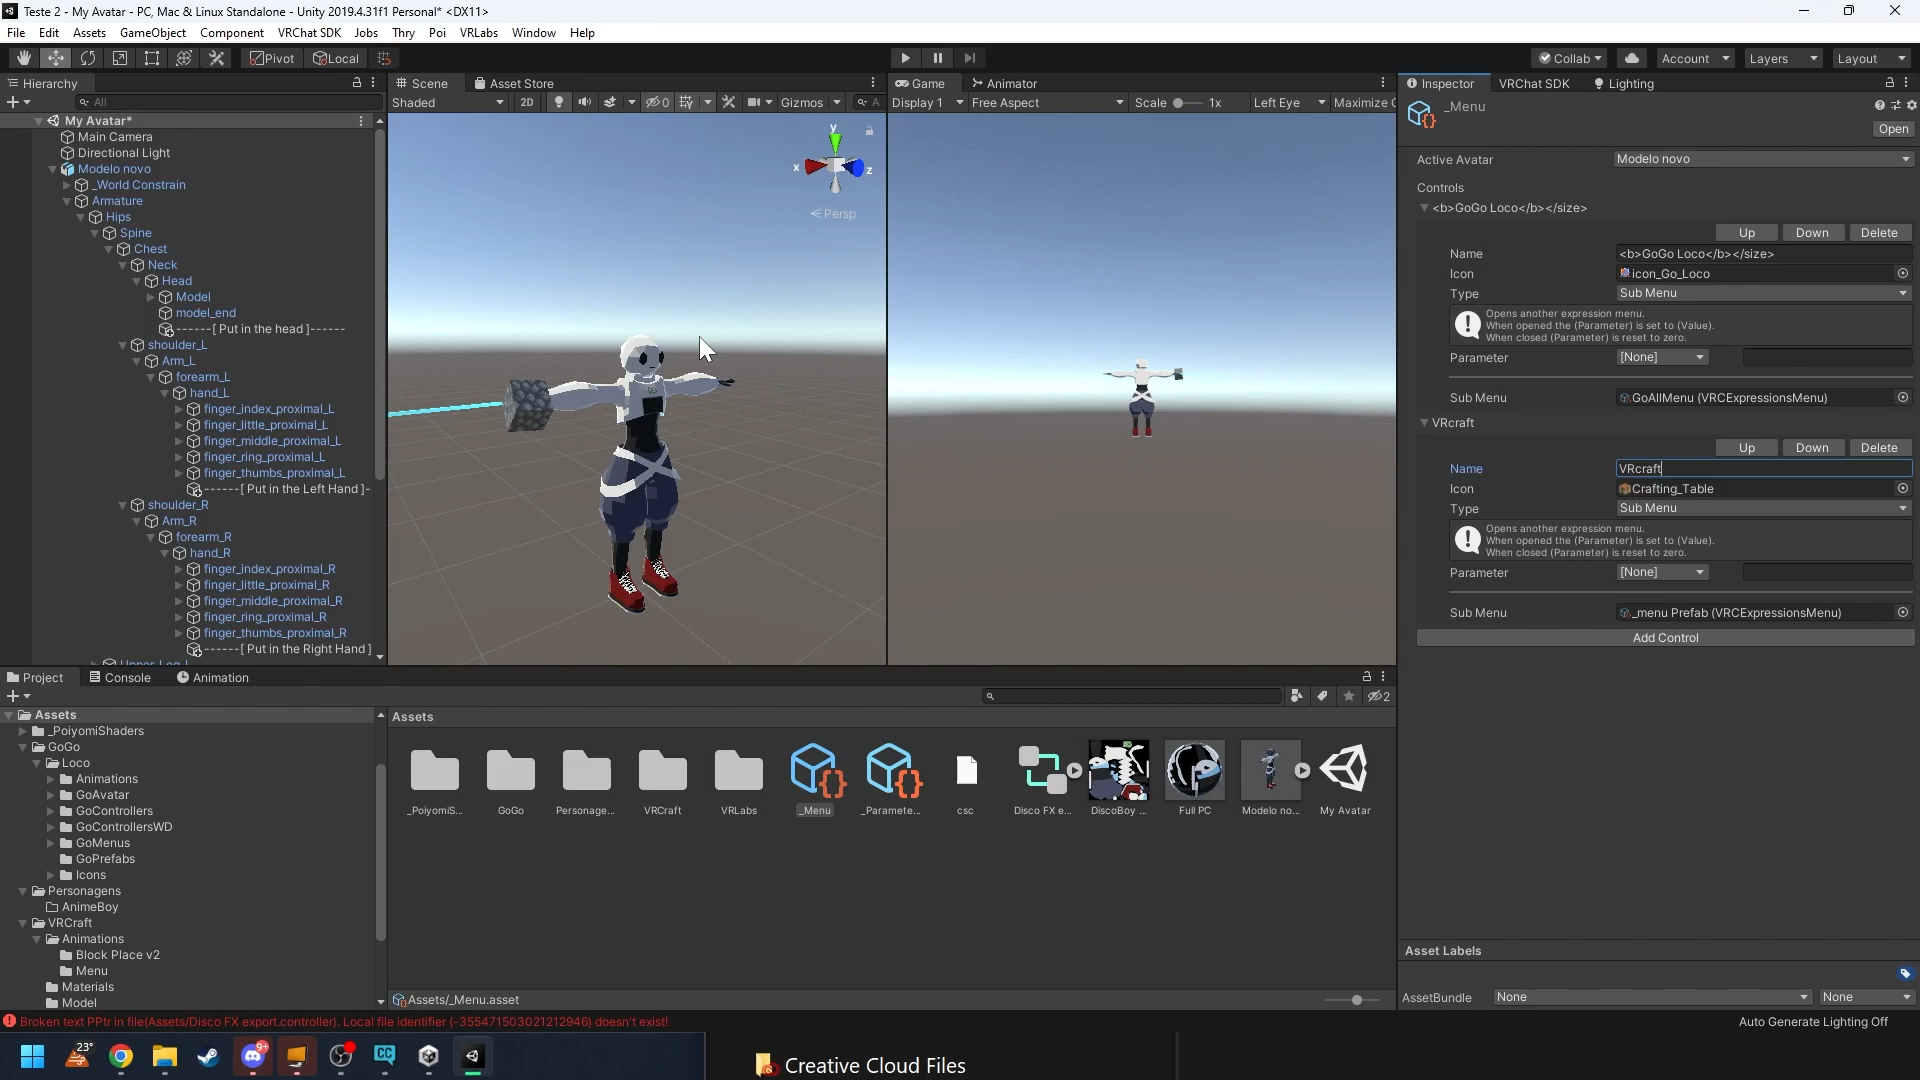 Teste 2 - My Avatar - PC, Mac & Linux Standalone - Unity 2019.4.31f1 Personal* <DX11>
File Edit Assets GameObject Component VRChat SDK Jobs Thry Poi VRLabs Window Help
Pivot Local Collab Account Layers Layout
Hierarchy
All
My Avatar*
Main Camera
Directional Light
Modelo novo
_World Constrain
Armature
Hips
Spine
Chest
Neck
Head
Model
model_end
------[ Put in the head ]------
shoulder_L
Arm_L
forearm_L
hand_L
finger_index_proximal_L
finger_little_proximal_L
finger_middle_proximal_L
finger_ring_proximal_L
finger_thumbs_proximal_L
------[ Put in the Left Hand ]-
shoulder_R
Arm_R
forearm_R
hand_R
finger_index_proximal_R
finger_little_proximal_R
finger_middle_proximal_R
finger_ring_proximal_R
finger_thumbs_proximal_R
------[ Put in the Right Hand ]
Scene Asset Store
Shaded 2D 0 Gizmos A
y
x z
Persp
Game Animator
Display 1 Free Aspect Scale 1x Left Eye Maximize
Inspector VRChat SDK Lighting
_Menu
Open
Active Avatar Modelo novo
Controls
<b>GoGo Loco</b></size>
Up Down Delete
Name <b>GoGo Loco</b></size>
Icon icon_Go_Loco
Type Sub Menu
Opens another expression menu.
When opened the (Parameter) is set to (Value).
When closed (Parameter) is reset to zero.
Parameter [None]
Sub Menu GoAllMenu (VRCExpressionsMenu)
VRcraft
Up Down Delete
Name VRcraft
Icon Crafting_Table
Type Sub Menu
Opens another expression menu.
When opened the (Parameter) is set to (Value).
When closed (Parameter) is reset to zero.
Parameter [None]
Sub Menu _menu Prefab (VRCExpressionsMenu)
Add Control
Asset Labels
AssetBundle None None
Project Console Animation
2
Assets
_PoiyomiShaders
GoGo
Loco
Animations
GoAvatar
GoControllers
GoControllersWD
GoMenus
GoPrefabs
Icons
Personagens
AnimeBoy
VRCraft
Animations
Block Place v2
Menu
Materials
Model
Assets
_PoiyomiS... GoGo Personage... VRCraft VRLabs _Menu _Paramete... csc Disco FX e... DiscoBoy ... Full PC Modelo no... My Avatar
Assets/_Menu.asset
Broken text PPtr in file(Assets/Disco FX export.controller). Local file identifier (-355471503021212946) doesn't exist!
Auto Generate Lighting Off
23°
9+
CC
Creative Cloud Files